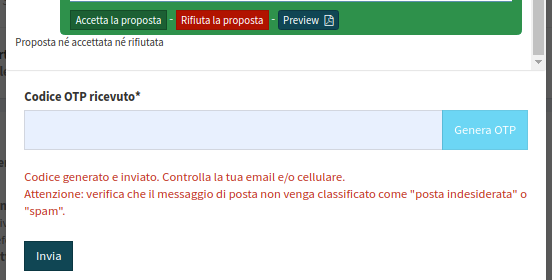 Accetta la proposta - Rifiuta la proposta - Preview
Proposta né accettata né rifiutata
Codice OTP ricevuto*
Genera OTP
Codice generato e inviato. Controlla la tua email e/o cellulare.
Attenzione: verifica che il messaggio di posta non venga classificato come "posta indesiderata" o
"spam".
Invia